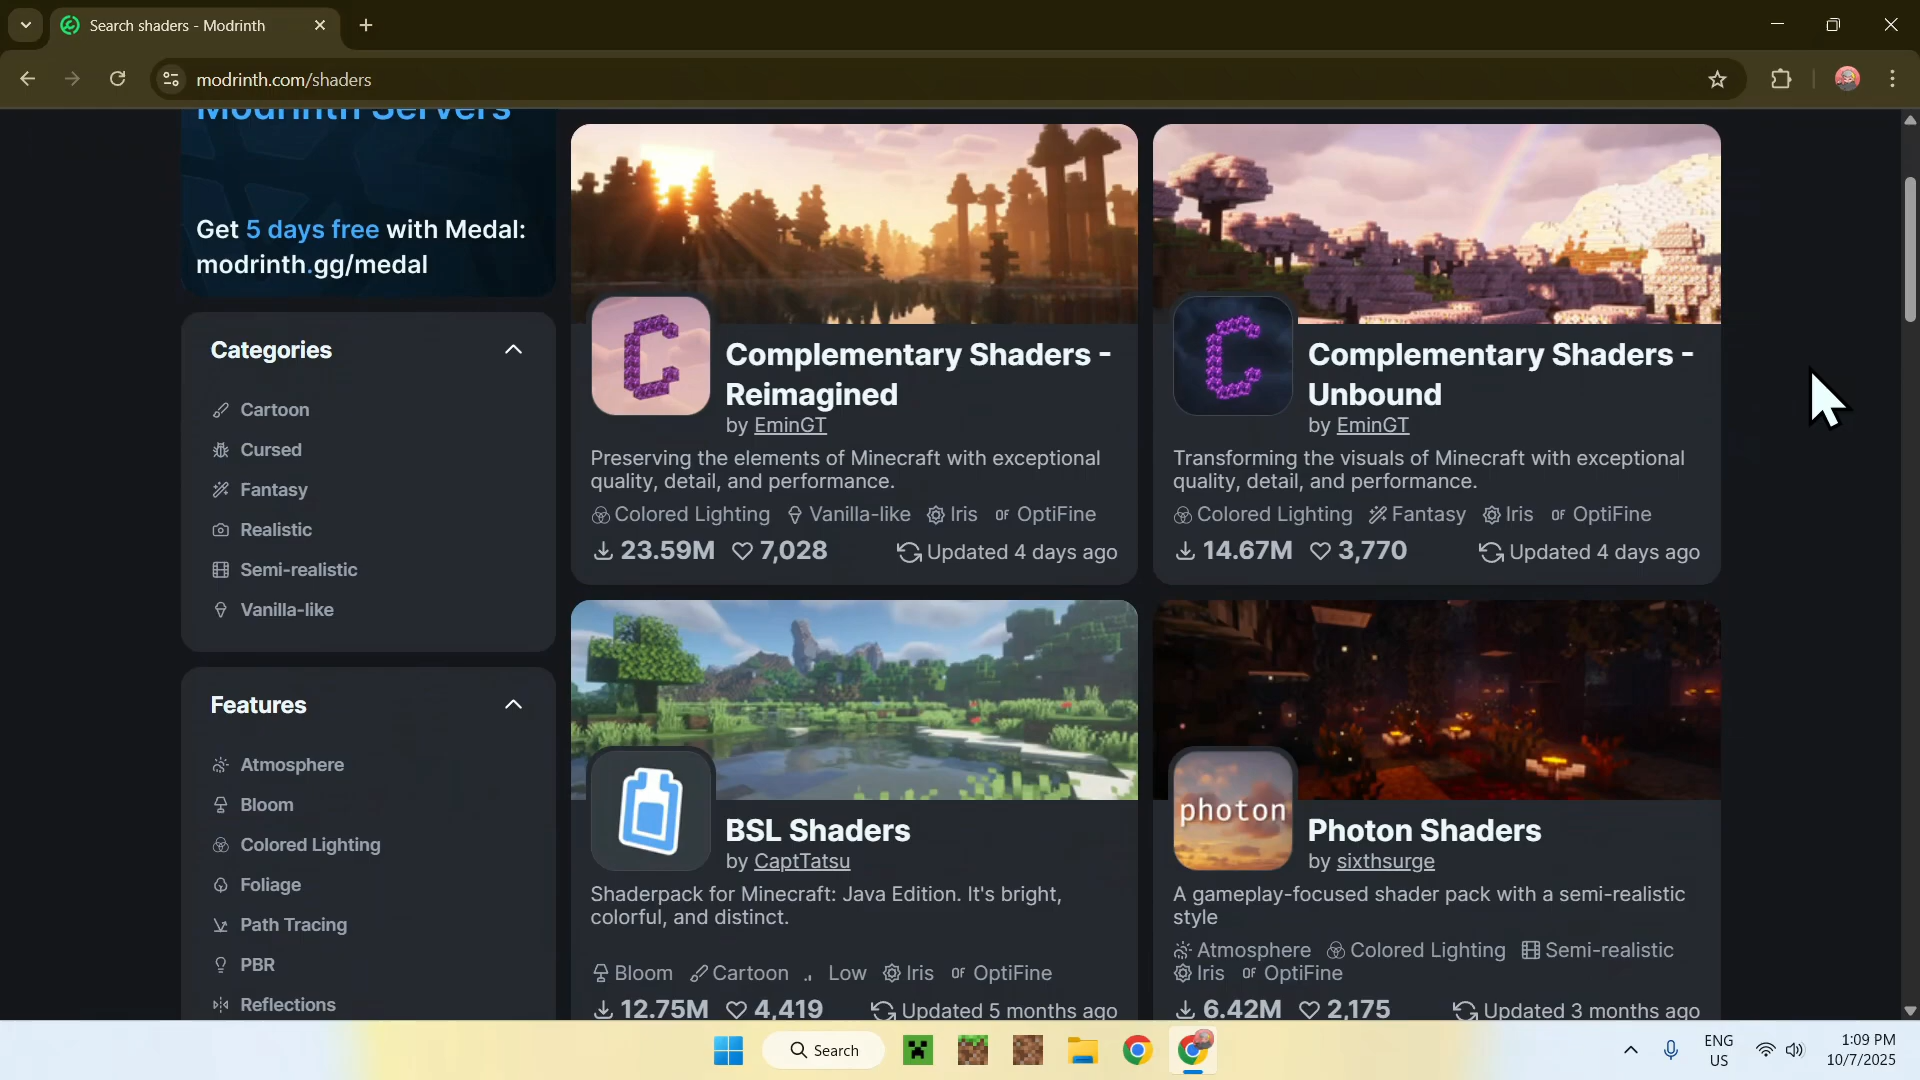 Search shaders - Modrinth
modrinth.com/shaders
Modrinth Servers
Get 5 days free with Medal:
modrinth.gg/medal
Categories
Cartoon
Cursed
Fantasy
Realistic
Semi-realistic
Vanilla-like
Features
Atmosphere
Bloom
Colored Lighting
Foliage
Path Tracing
PBR
Reflections
Complementary Shaders -
Reimagined
by EminGT
Preserving the elements of Minecraft with exceptional
quality, detail, and performance.
Colored Lighting Vanilla-like Iris OF OptiFine
23.59M 7,028 Updated 4 days ago
Complementary Shaders -
Unbound
by EminGT
Transforming the visuals of Minecraft with exceptional
quality, detail, and performance.
Colored Lighting Fantasy Iris OF OptiFine
14.67M 3,770 Updated 4 days ago
BSL Shaders
by CaptTatsu
Shaderpack for Minecraft: Java Edition. It's bright,
colorful, and distinct.
Bloom Cartoon Low Iris OF OptiFine
12.75M 4,419 Updated 5 months ago
photon
Photon Shaders
by sixthsurge
A gameplay-focused shader pack with a semi-realistic
style
Atmosphere Colored Lighting Semi-realistic
Iris OF OptiFine
6.42M 2,175 Updated 3 months ago
Search
ENG
US
1:09 PM
10/7/2025